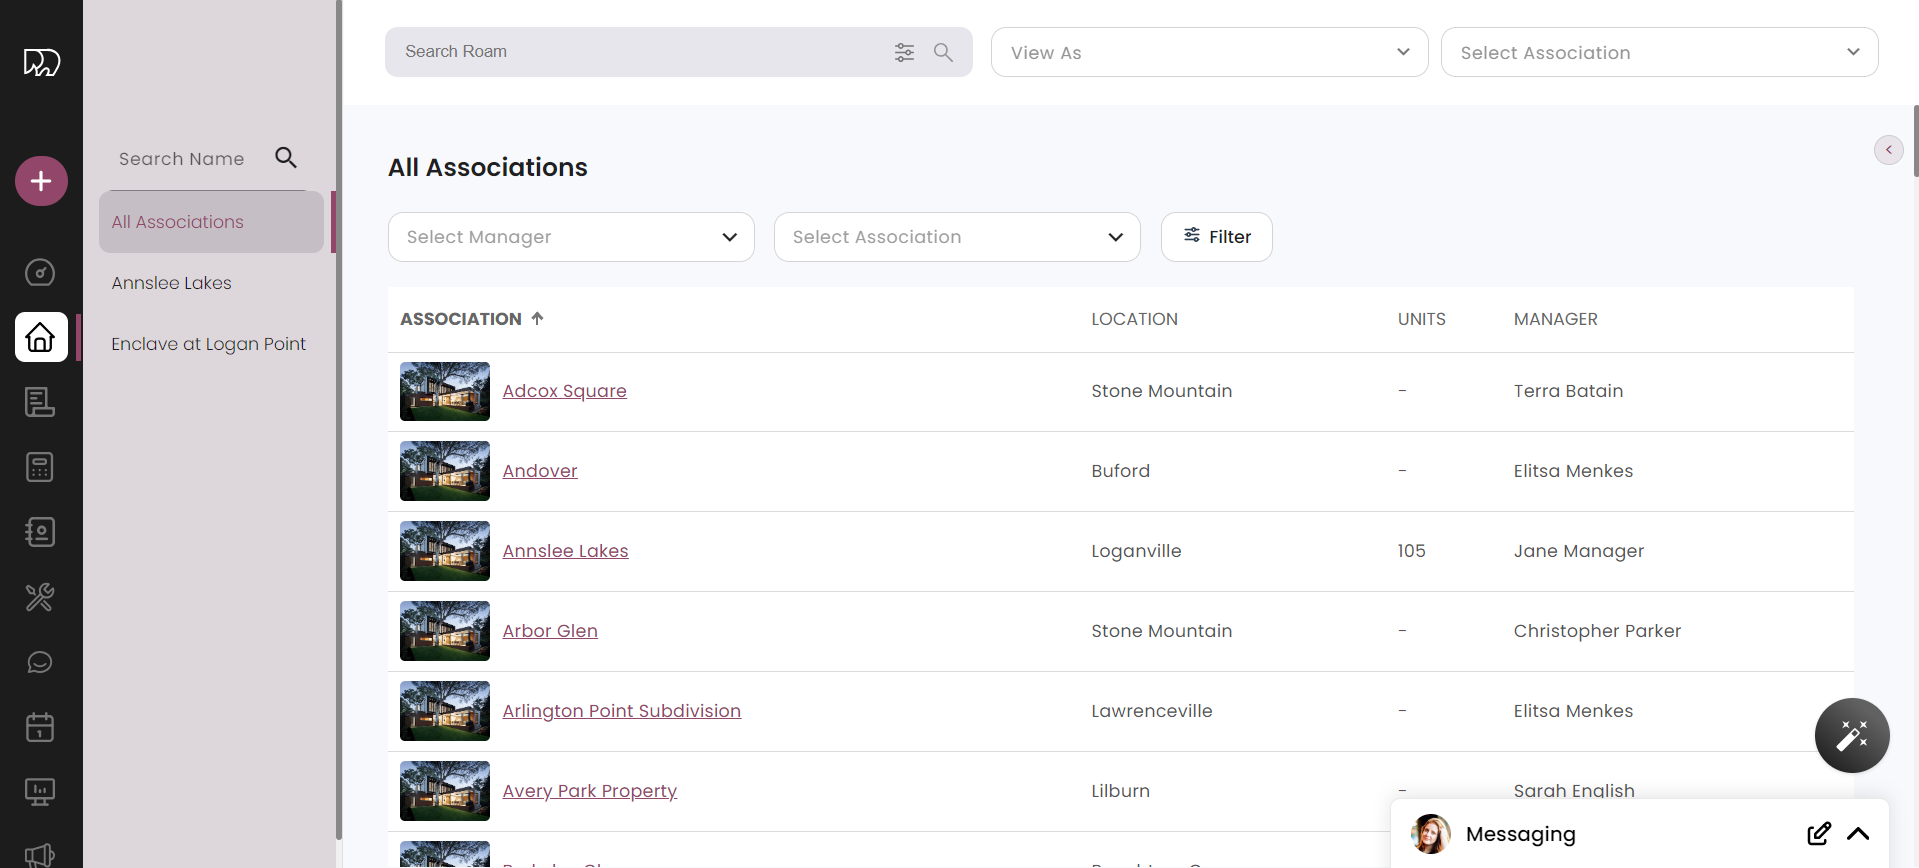 Search Roam
View As
Select Association
Search Name
All Associations
Annslee Lakes
Enclave at Logan Point
All Associations
Select Manager
Select Association
Filter
ASSOCIATION LOCATION UNITS MANAGER
Adcox Square Stone Mountain - Terra Batain
Andover Buford - Elitsa Menkes
Annslee Lakes Loganville 105 Jane Manager
Arbor Glen Stone Mountain - Christopher Parker
Arlington Point Subdivision Lawrenceville - Elitsa Menkes
Avery Park Property Lilburn - Sarah English
Messaging